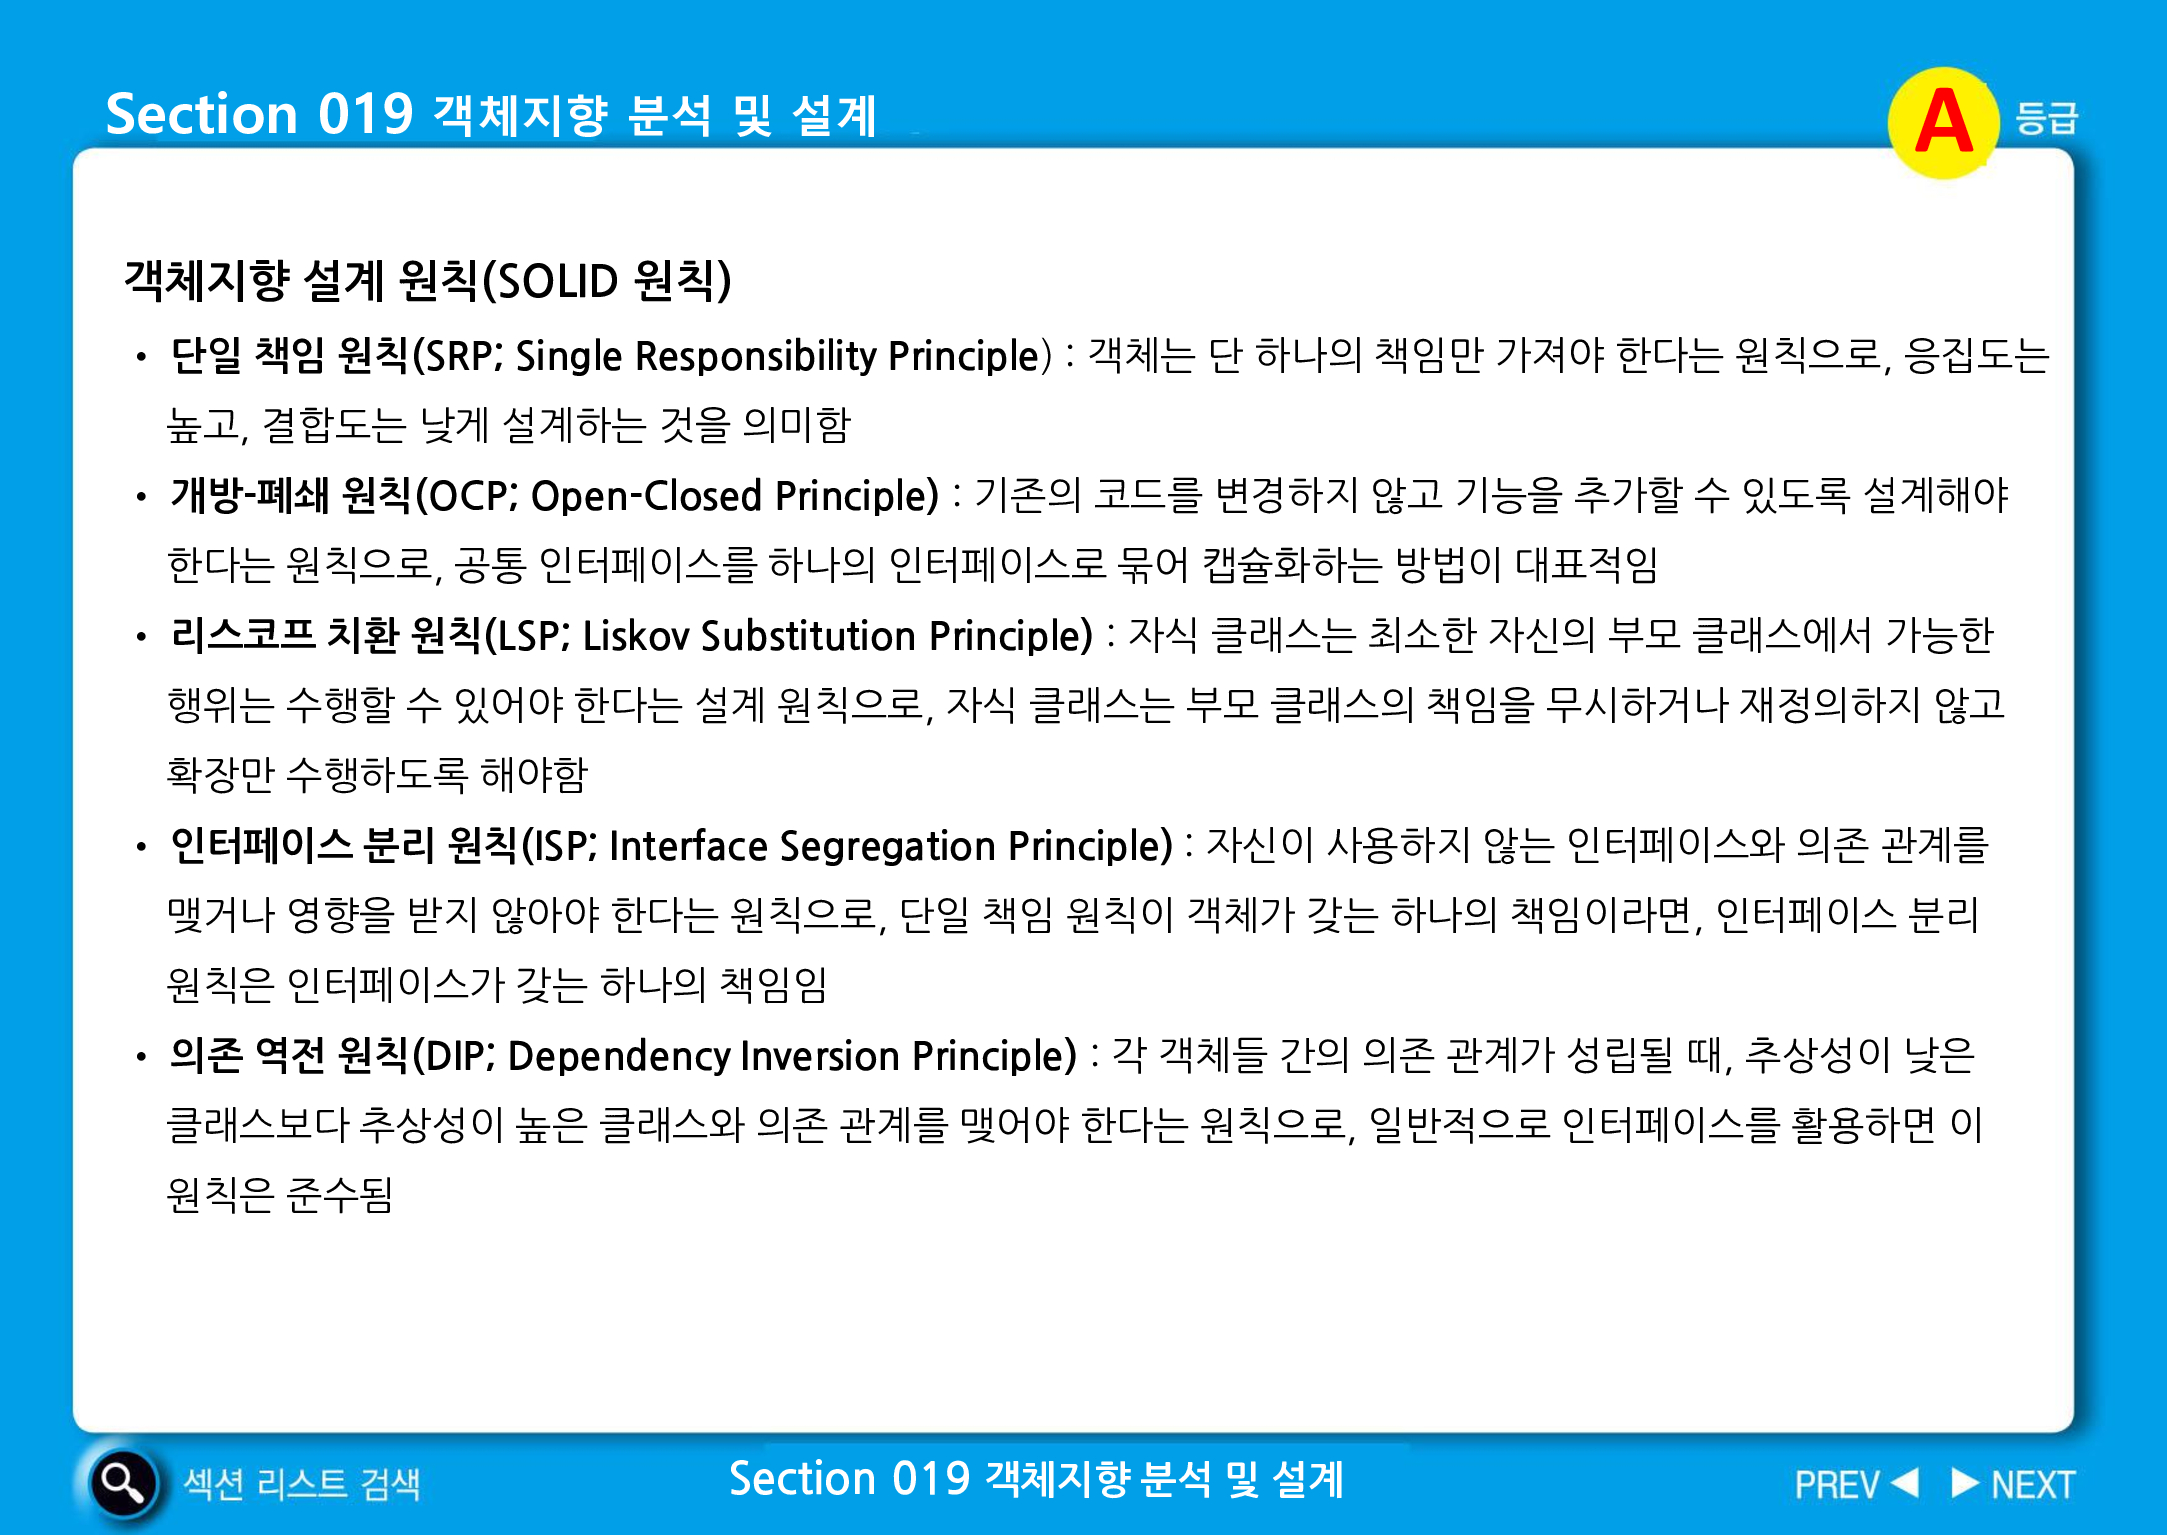 Section 019 객체지향 분석 및 설계
A 등급
객체지향 설계 원칙(SOLID 원칙)
• 단일 책임 원칙(SRP; Single Responsibility Principle) : 객체는 단 하나의 책임만 가져야 한다는 원칙으로, 응집도는
높고, 결합도는 낮게 설계하는 것을 의미함
• 개방-폐쇄 원칙(OCP; Open-Closed Principle) : 기존의 코드를 변경하지 않고 기능을 추가할 수 있도록 설계해야
한다는 원칙으로, 공통 인터페이스를 하나의 인터페이스로 묶어 캡슐화하는 방법이 대표적임
• 리스코프 치환 원칙(LSP; Liskov Substitution Principle) : 자식 클래스는 최소한 자신의 부모 클래스에서 가능한
행위는 수행할 수 있어야 한다는 설계 원칙으로, 자식 클래스는 부모 클래스의 책임을 무시하거나 재정의하지 않고
확장만 수행하도록 해야함
• 인터페이스 분리 원칙(ISP; Interface Segregation Principle) : 자신이 사용하지 않는 인터페이스와 의존 관계를
맺거나 영향을 받지 않아야 한다는 원칙으로, 단일 책임 원칙이 객체가 갖는 하나의 책임이라면, 인터페이스 분리
원칙은 인터페이스가 갖는 하나의 책임임
• 의존 역전 원칙(DIP; Dependency Inversion Principle) : 각 객체들 간의 의존 관계가 성립될 때, 추상성이 낮은
클래스보다 추상성이 높은 클래스와 의존 관계를 맺어야 한다는 원칙으로, 일반적으로 인터페이스를 활용하면 이
원칙은 준수됨
섹션 리스트 검색
Section 019 객체지향 분석 및 설계
PREV ◀ ▶ NEXT